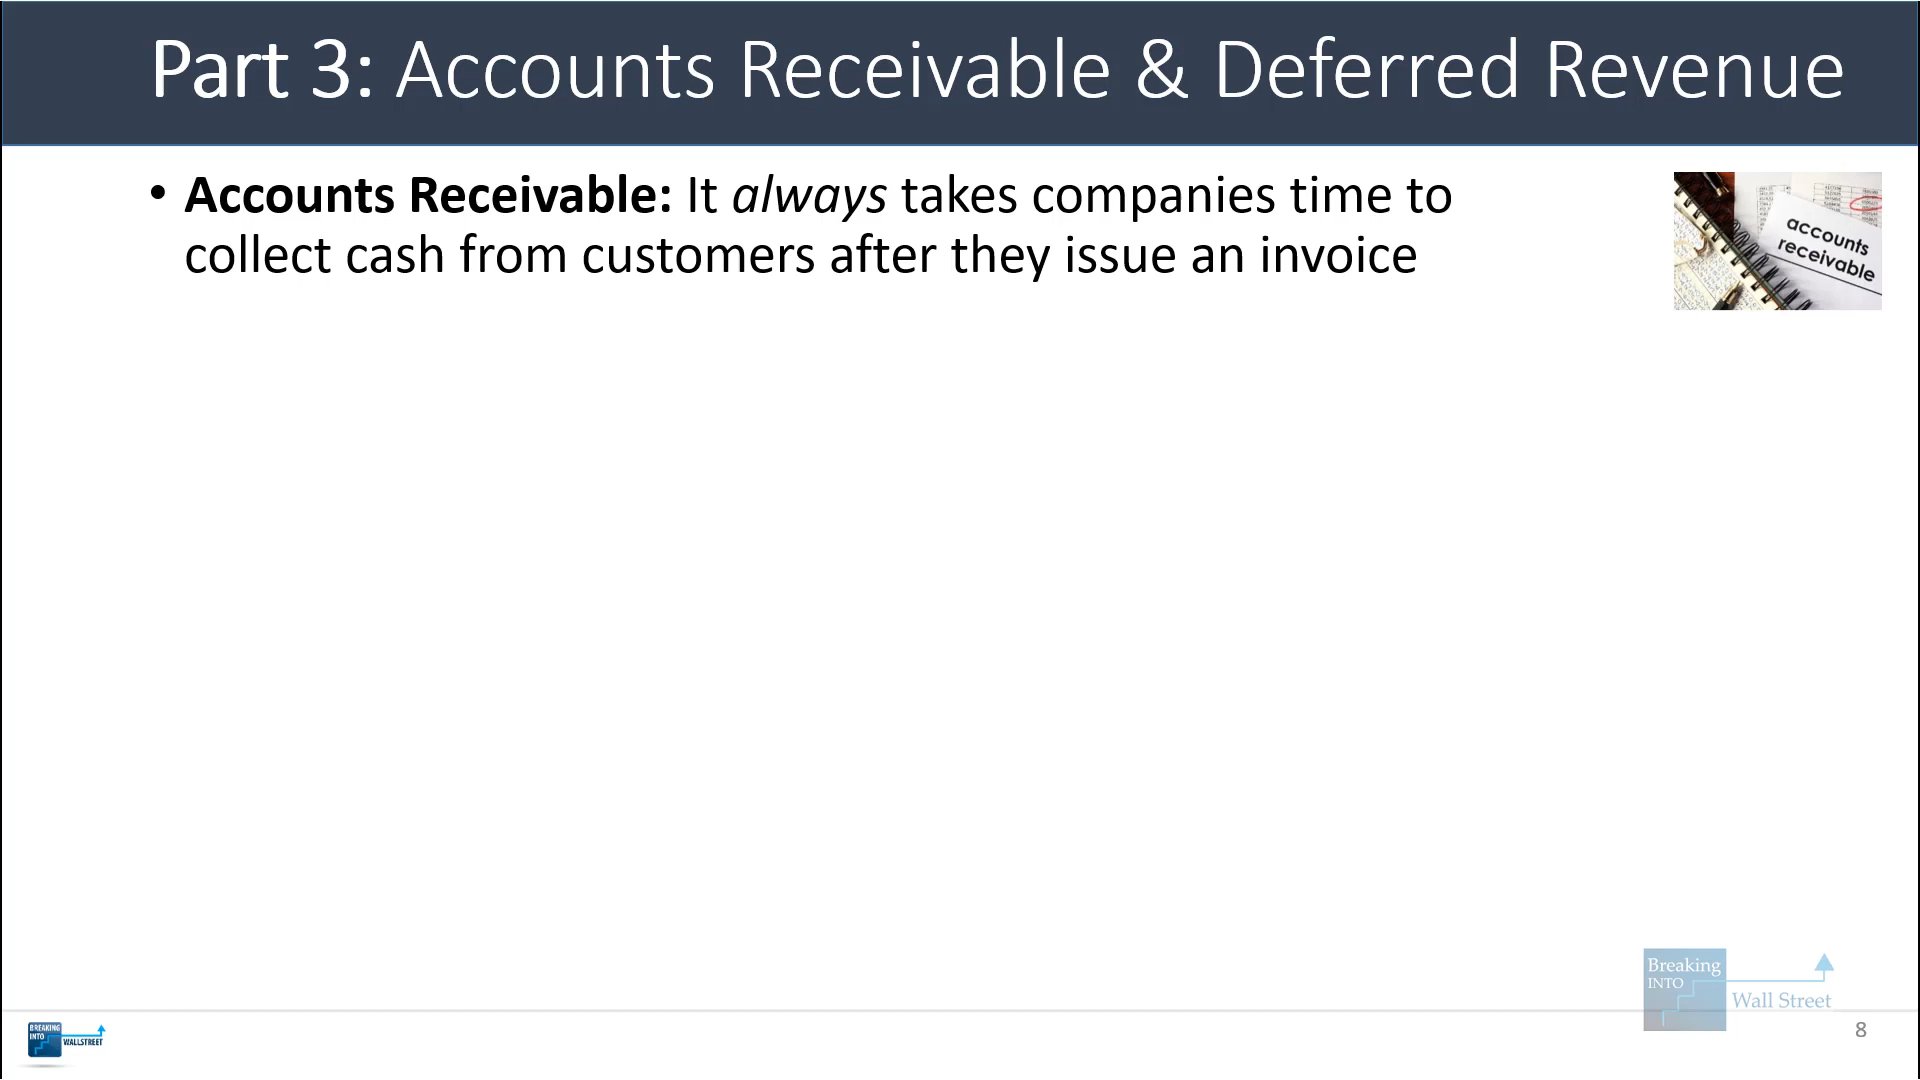 Part 3: Accounts Receivable & Deferred Revenue
• Accounts Receivable: It always takes companies time to
collect cash from customers after they issue an invoice
accounts
receivable
Breaking
INTO
Wall Street
BREAKING
INTO
WALLSTREET
8